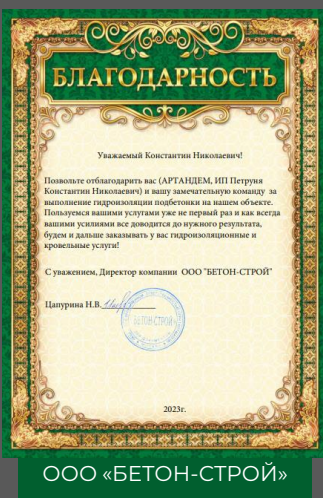 БЛАГОДАРНОСТЬ
Уважаемый Константин Николаевич!
Позвольте отблагодарить вас (АРТАНДЕМ, ИП Петруня
Константин Николаевич) и вашу замечательную команду за
выполнение гидроизоляции подбетонки на нашем объекте.
Пользуемся вашими услугами уже не первый раз и как всегда
вашими усилиями все доводится до нужного результата,
будем и дальше заказывать у вас гидроизоляционные и
кровельные услуги!
С уважением, Директор компании ООО "БЕТОН-СТРОЙ"
Цапурина Н.В.
БЕТОН-СТРОЙ
2023г.
ООО «БЕТОН-СТРОЙ»